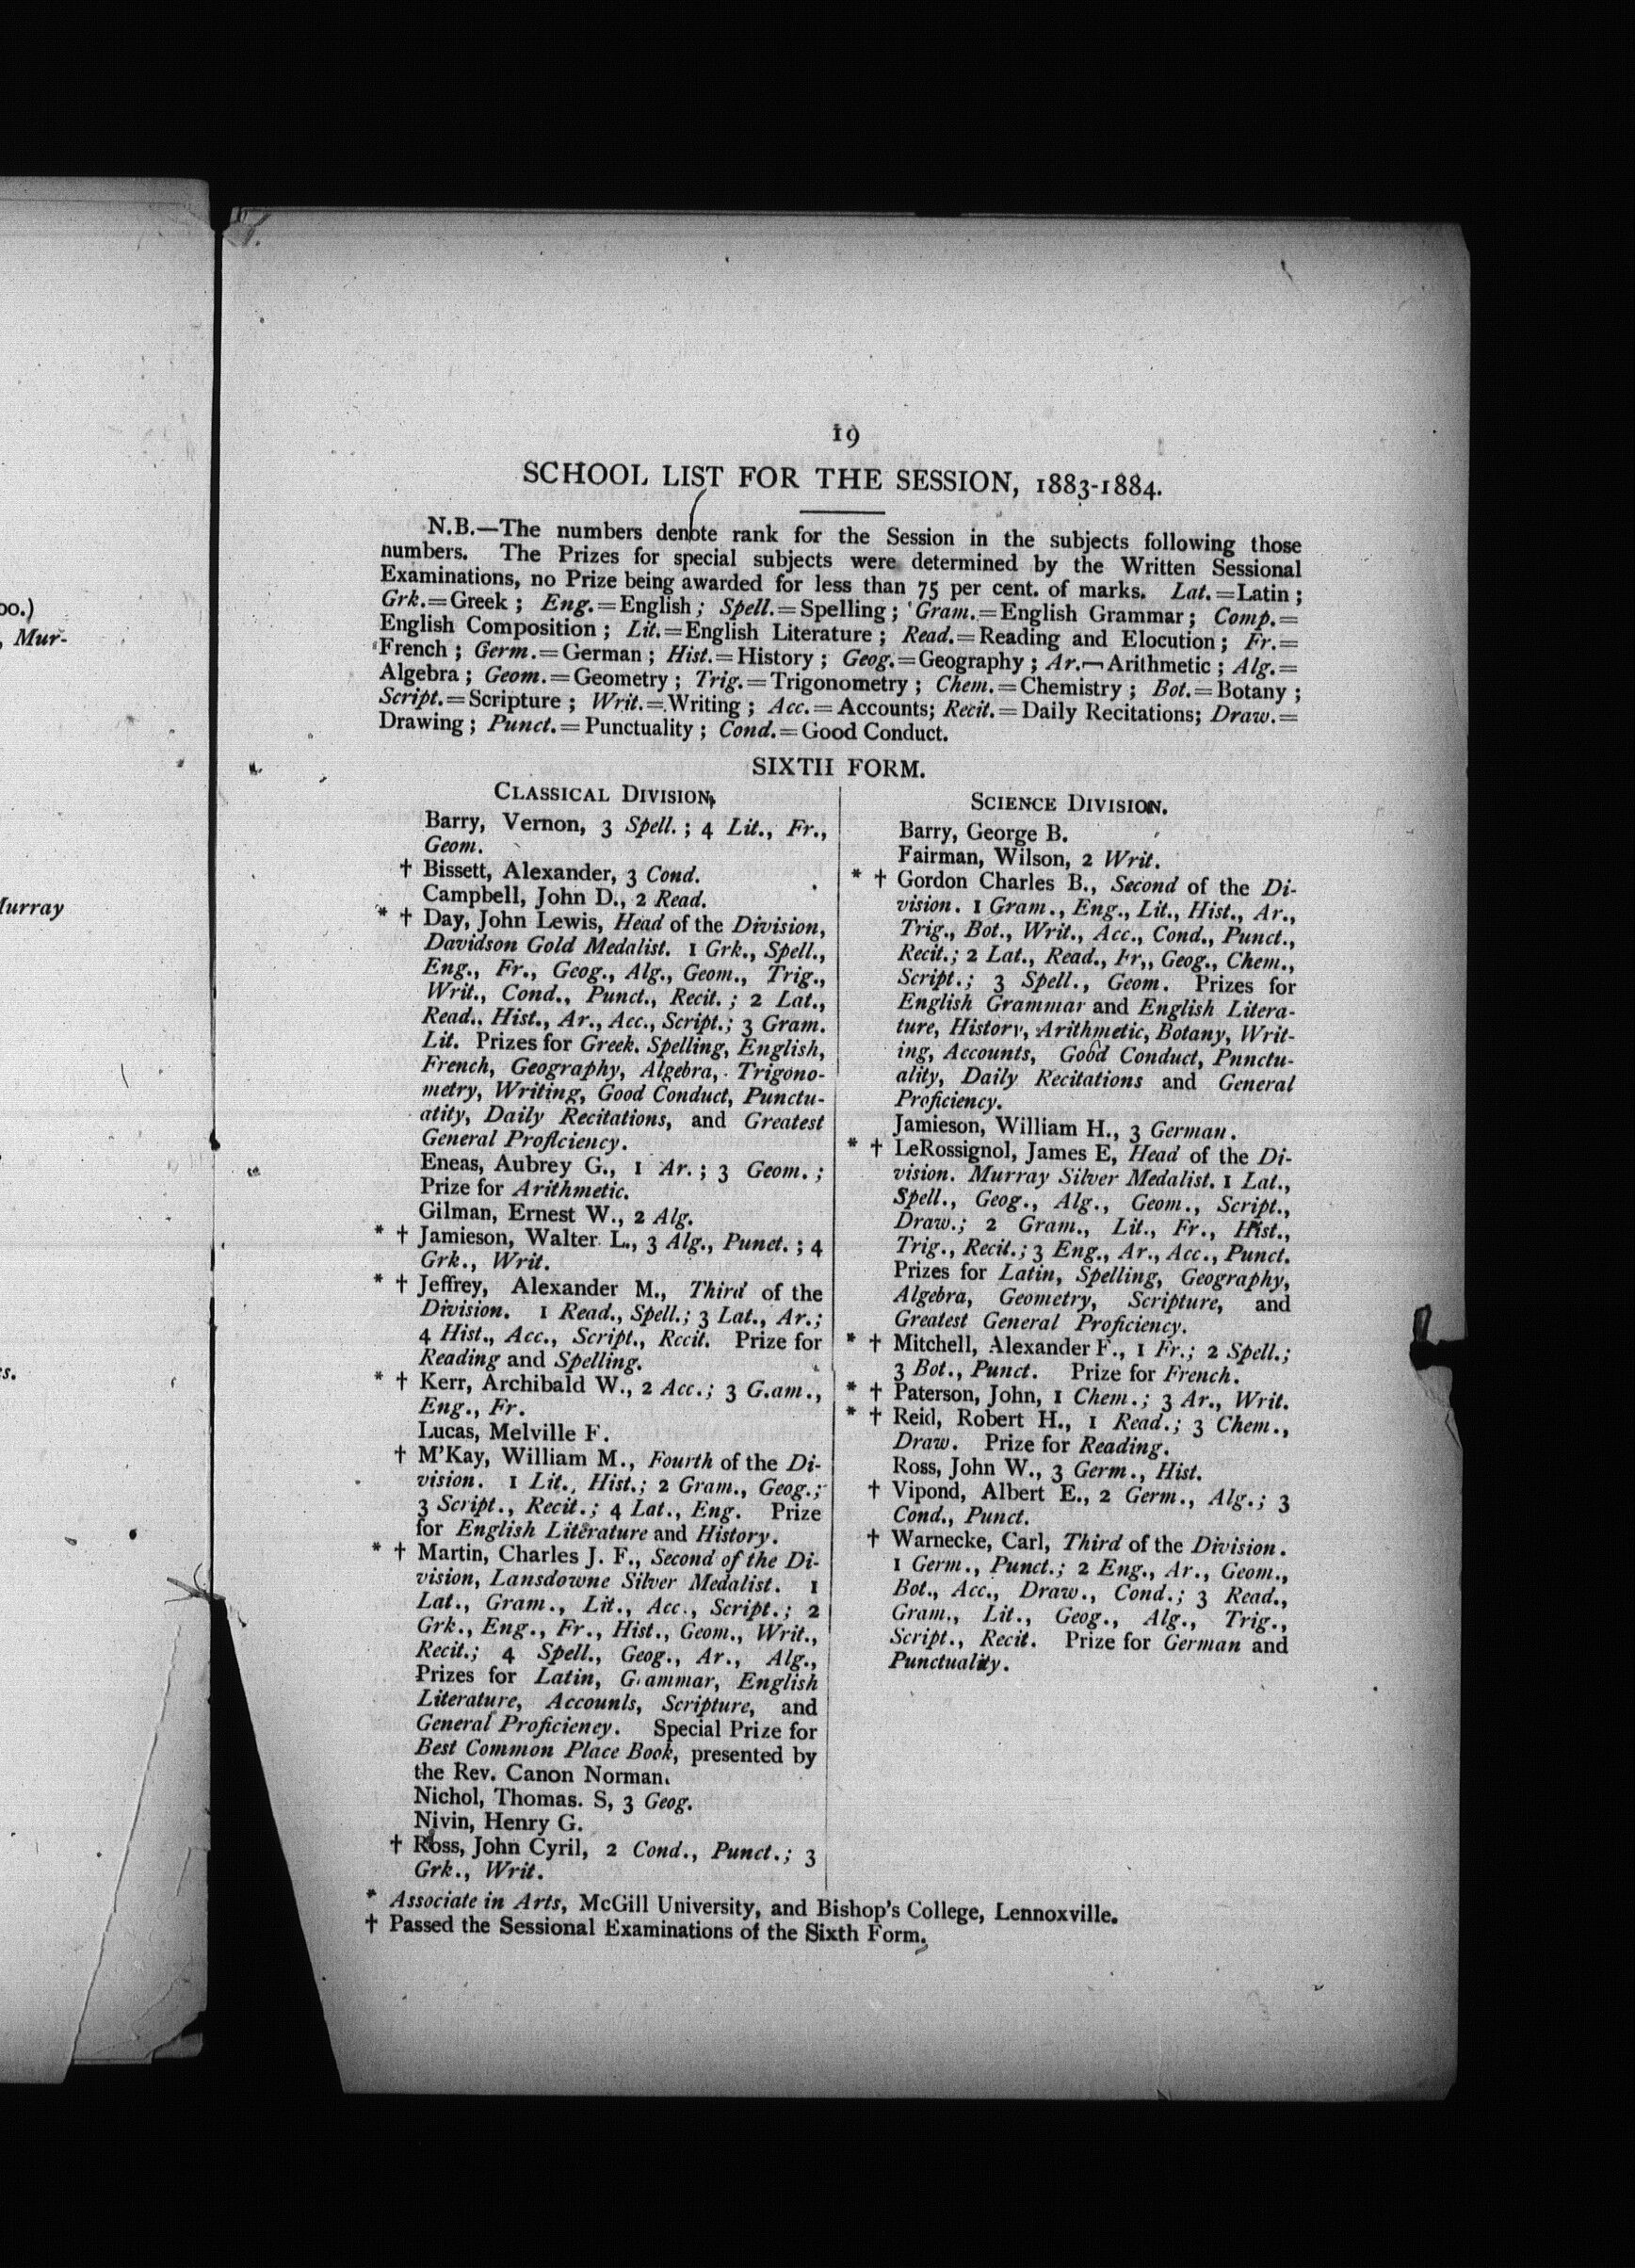 oo.)
, Mur-
Murray
s.
19
SCHOOL LIST FOR THE SESSION, 1883-1884.
N.B.—The numbers denote rank for the Session in the subjects following those
numbers. The Prizes for special subjects were determined by the Written Sessional
Examinations, no Prize being awarded for less than 75 per cent. of marks. Lat.=Latin ;
Grk.=Greek ; Eng.=English ; Spell.=Spelling ; Gram.=English Grammar ; Comp.=
English Composition ; Lit.=English Literature ; Read.=Reading and Elocution ; Fr.=
French ; Germ.=German ; Hist.=History ; Geog.=Geography ; Ar.—Arithmetic ; Alg.=
Algebra ; Geom.=Geometry ; Trig.=Trigonometry ; Chem.=Chemistry ; Bot.=Botany ;
Script.=Scripture ; Writ.=Writing ; Acc.=Accounts; Recit.=Daily Recitations; Draw.=
Drawing ; Punct.=Punctuality ; Cond.=Good Conduct.
SIXTH FORM.
CLASSICAL DIVISION,
Barry, Vernon, 3 Spell. ; 4 Lit., Fr.,
Geom.
† Bissett, Alexander, 3 Cond.
Campbell, John D., 2 Read.
* † Day, John Lewis, Head of the Division,
Davidson Gold Medalist. 1 Grk., Spell.,
Eng., Fr., Geog., Alg., Geom., Trig.,
Writ., Cond., Punct., Recit. ; 2 Lat.,
Read., Hist., Ar., Acc., Script.; 3 Gram.
Lit. Prizes for Greek. Spelling, English,
French, Geography, Algebra, Trigono-
metry, Writing, Good Conduct, Punctu-
atity, Daily Recitations, and Greatest
General Proflciency.
Eneas, Aubrey G., 1 Ar. ; 3 Geom. ;
Prize for Arithmetic.
Gilman, Ernest W., 2 Alg.
* † Jamieson, Walter L., 3 Alg., Punct. ; 4
Grk., Writ.
* † Jeffrey, Alexander M., Third of the
Division. 1 Read., Spell.; 3 Lat., Ar.;
4 Hist., Acc., Script., Recit. Prize for
Reading and Spelling.
* † Kerr, Archibald W., 2 Acc.; 3 G.am.,
Eng., Fr.
Lucas, Melville F.
† M'Kay, William M., Fourth of the Di-
vision. 1 Lit., Hist.; 2 Gram., Geog.;
3 Script., Recit.; 4 Lat., Eng. Prize
for English Literature and History.
* † Martin, Charles J. F., Second of the Di-
vision, Lansdowne Silver Medalist. 1
Lat., Gram., Lit., Acc., Script.; 2
Grk., Eng., Fr., Hist., Geom., Writ.,
Recit.; 4 Spell., Geog., Ar., Alg.,
Prizes for Latin, G.ammar, English
Literature, Accounls, Scripture, and
General Proficieney. Special Prize for
Best Common Place Book, presented by
the Rev. Canon Norman.
Nichol, Thomas. S, 3 Geog.
Nivin, Henry G.
† Ross, John Cyril, 2 Cond., Punct.; 3
Grk., Writ.
SCIENCE DIVISION.
Barry, George B.
Fairman, Wilson, 2 Writ.
* † Gordon Charles B., Second of the Di-
vision. 1 Gram., Eng., Lit., Hist., Ar.,
Trig., Bot., Writ., Acc., Cond., Punct.,
Recit.; 2 Lat., Read., Fr,, Geog., Chem.,
Script.; 3 Spell., Geom. Prizes for
English Grammar and English Litera-
ture, History, Arithmetic, Botany, Writ-
ing, Accounts, Good Conduct, Pnnctu-
ality, Daily Recitations and General
Proficiency.
Jamieson, William H., 3 German.
* † LeRossignol, James E, Head of the Di-
vision. Murray Silver Medalist. 1 Lat.,
Spell., Geog., Alg., Geom., Script.,
Draw.; 2 Gram., Lit., Fr., Hist.,
Trig., Recit.; 3 Eng., Ar., Acc., Punct.
Prizes for Latin, Spelling, Geography,
Algebra, Geometry, Scripture, and
Greatest General Proficiency.
* † Mitchell, Alexander F., 1 Fr.; 2 Spell.;
3 Bot., Punct. Prize for French.
* † Paterson, John, 1 Chem.; 3 Ar., Writ.
* † Reid, Robert H., 1 Read.; 3 Chem.,
Draw. Prize for Reading.
Ross, John W., 3 Germ., Hist.
† Vipond, Albert E., 2 Germ., Alg.; 3
Cond., Punct.
† Warnecke, Carl, Third of the Division.
1 Germ., Punct.; 2 Eng., Ar., Geom.,
Bot., Acc., Draw., Cond.; 3 Read.,
Gram., Lit., Geog., Alg., Trig.,
Script., Recit. Prize for German and
Punctuality.
* Associate in Arts, McGill University, and Bishop's College, Lennoxville.
† Passed the Sessional Examinations of the Sixth Form.